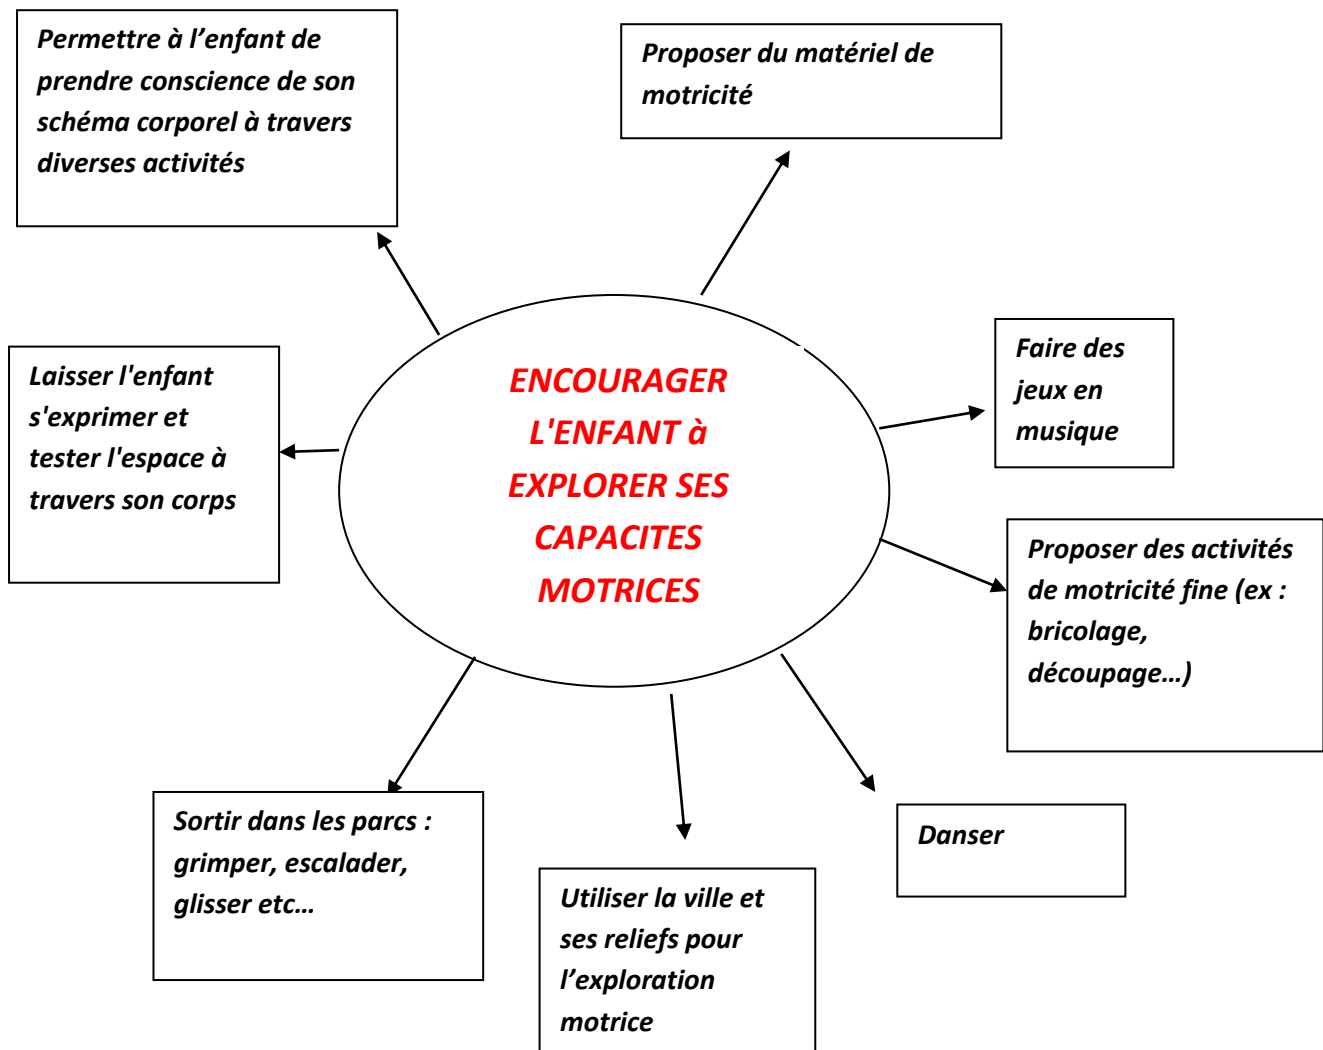 Permettre à l’enfant de
prendre conscience de son
schéma corporel à travers
diverses activités
Proposer du matériel de
motricité
Laisser l'enfant
s'exprimer et
tester l'espace à
travers son corps
ENCOURAGER
L'ENFANT à
EXPLORER SES
CAPACITES
MOTRICES
Faire des
jeux en
musique
Proposer des activités
de motricité fine (ex :
bricolage,
découpage…)
Sortir dans les parcs :
grimper, escalader,
glisser etc…
Utiliser la ville et
ses reliefs pour
l’exploration
motrice
Danser